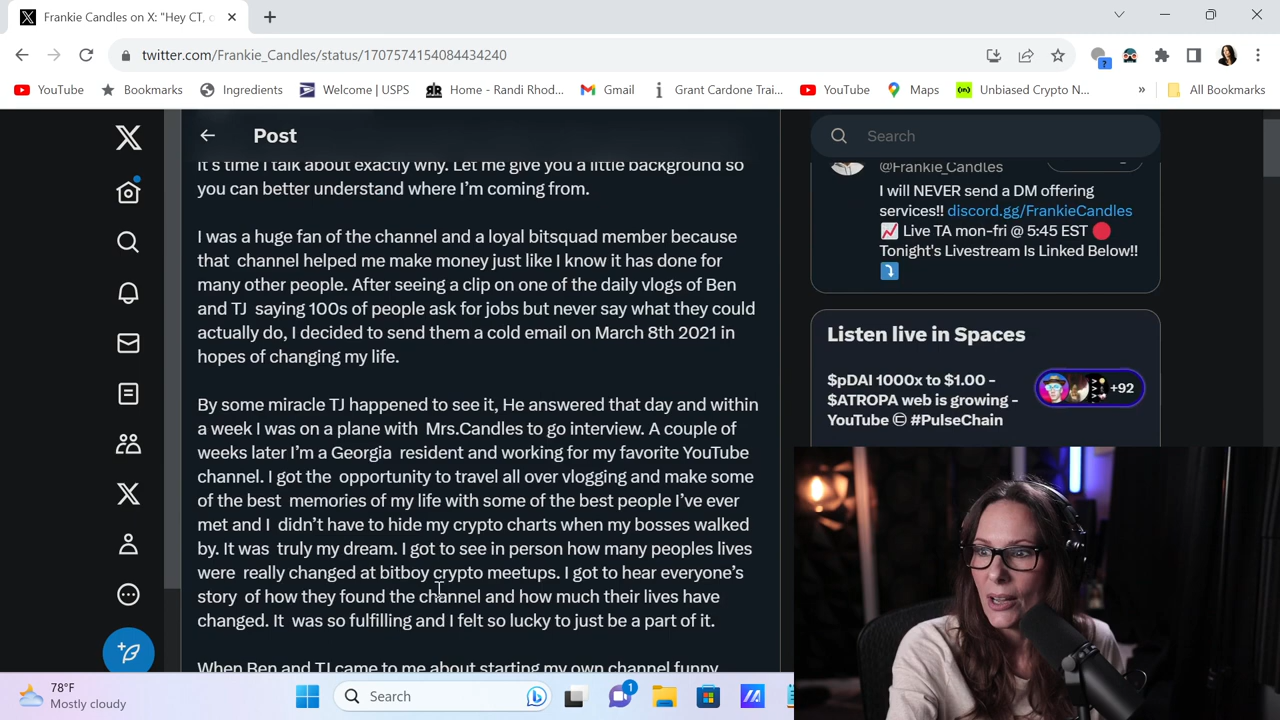 Frankie Candles on X: "Hey CT, o
twitter.com/Frankie_Candles/status/1707574154084434240
YouTube
Bookmarks
Ingredients
Welcome | USPS
Home - Randi Rhod...
Gmail
Grant Cardone Trai...
YouTube
Maps
Unbiased Crypto N...
»
All Bookmarks
Post
It's time I talk about exactly why. Let me give you a little background so
you can better understand where I'm coming from.
I was a huge fan of the channel and a loyal bitsquad member because
that channel helped me make money just like I know it has done for
many other people. After seeing a clip on one of the daily vlogs of Ben
and TJ saying 100s of people ask for jobs but never say what they could
actually do, I decided to send them a cold email on March 8th 2021 in
hopes of changing my life.
By some miracle TJ happened to see it, He answered that day and within
a week I was on a plane with Mrs.Candles to go interview. A couple of
weeks later I'm a Georgia resident and working for my favorite YouTube
channel. I got the opportunity to travel all over vlogging and make some
of the best memories of my life with some of the best people I've ever
met and I didn't have to hide my crypto charts when my bosses walked
by. It was truly my dream. I got to see in person how many peoples lives
were really changed at bitboy crypto meetups. I got to hear everyone's
story of how they found the channel and how much their lives have
changed. It was so fulfilling and I felt so lucky to just be a part of it.
When Ben and TJ came to me about starting my own channel funny
Search
@Frankie_Candles
I will NEVER send a DM offering
services!! discord.gg/FrankieCandles
📈 Live TA mon-fri @ 5:45 EST 🔴
Tonight's Livestream Is Linked Below!!
⤵️
Listen live in Spaces
$pDAI 1000x to $1.00 -
$ATROPA web is growing -
YouTube 😎 #PulseChain
+92
78°F
Mostly cloudy
Search
1